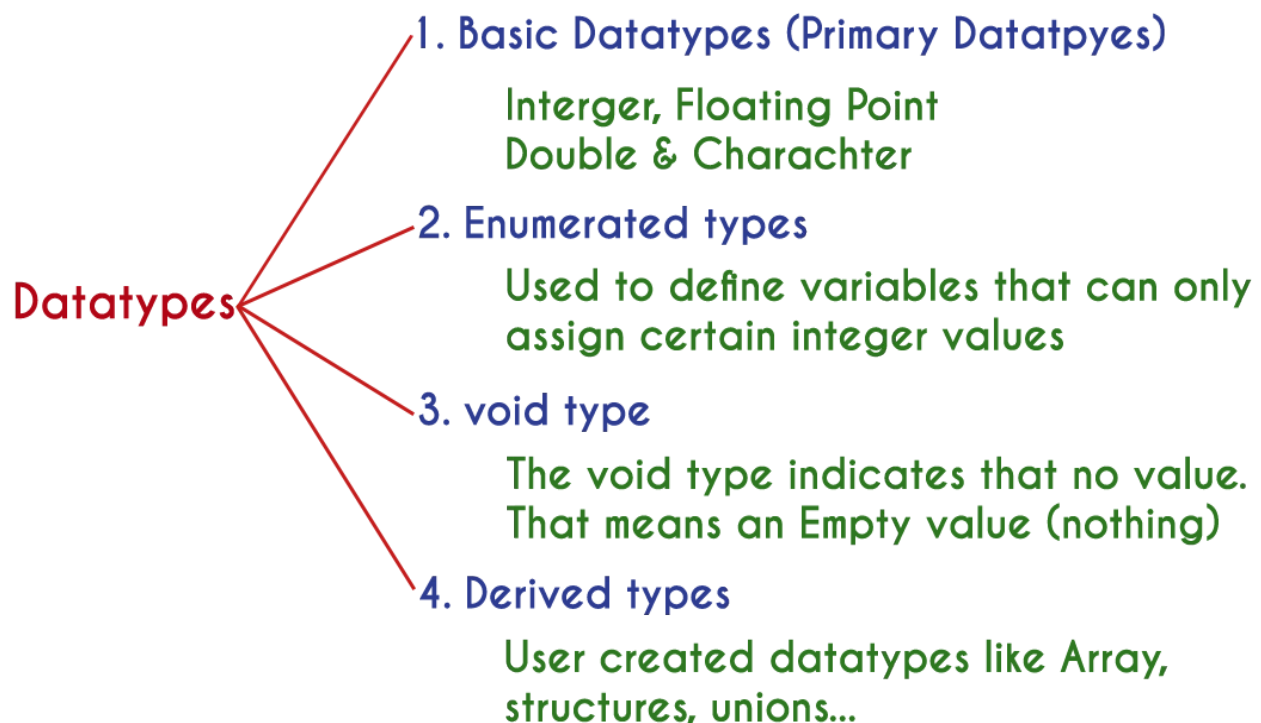 1. Basic Datatypes (Primary Datatpyes)
Interger, Floating Point
Double & Charachter
2. Enumerated types
Used to define variables that can only
assign certain integer values
Datatypes
3. void type
The void type indicates that no value.
That means an Empty value (nothing)
4. Derived types
User created datatypes like Array,
structures, unions...